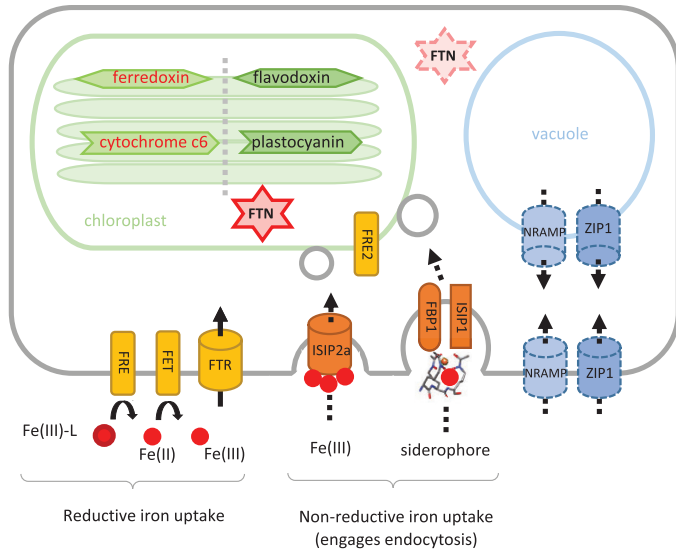 FTN
ferredoxin
flavodoxin
cytochrome c6
plastocyanin
vacuole
chloroplast
FTN
FRE2
NRAMP
ZIP1
FBP1
ISIP1
FRE
FET
FTR
ISIP2a
NRAMP
ZIP1
Fe(III)-L
Fe(II)
Fe(III)
Fe(III)
siderophore
Reductive iron uptake
Non-reductive iron uptake
(engages endocytosis)